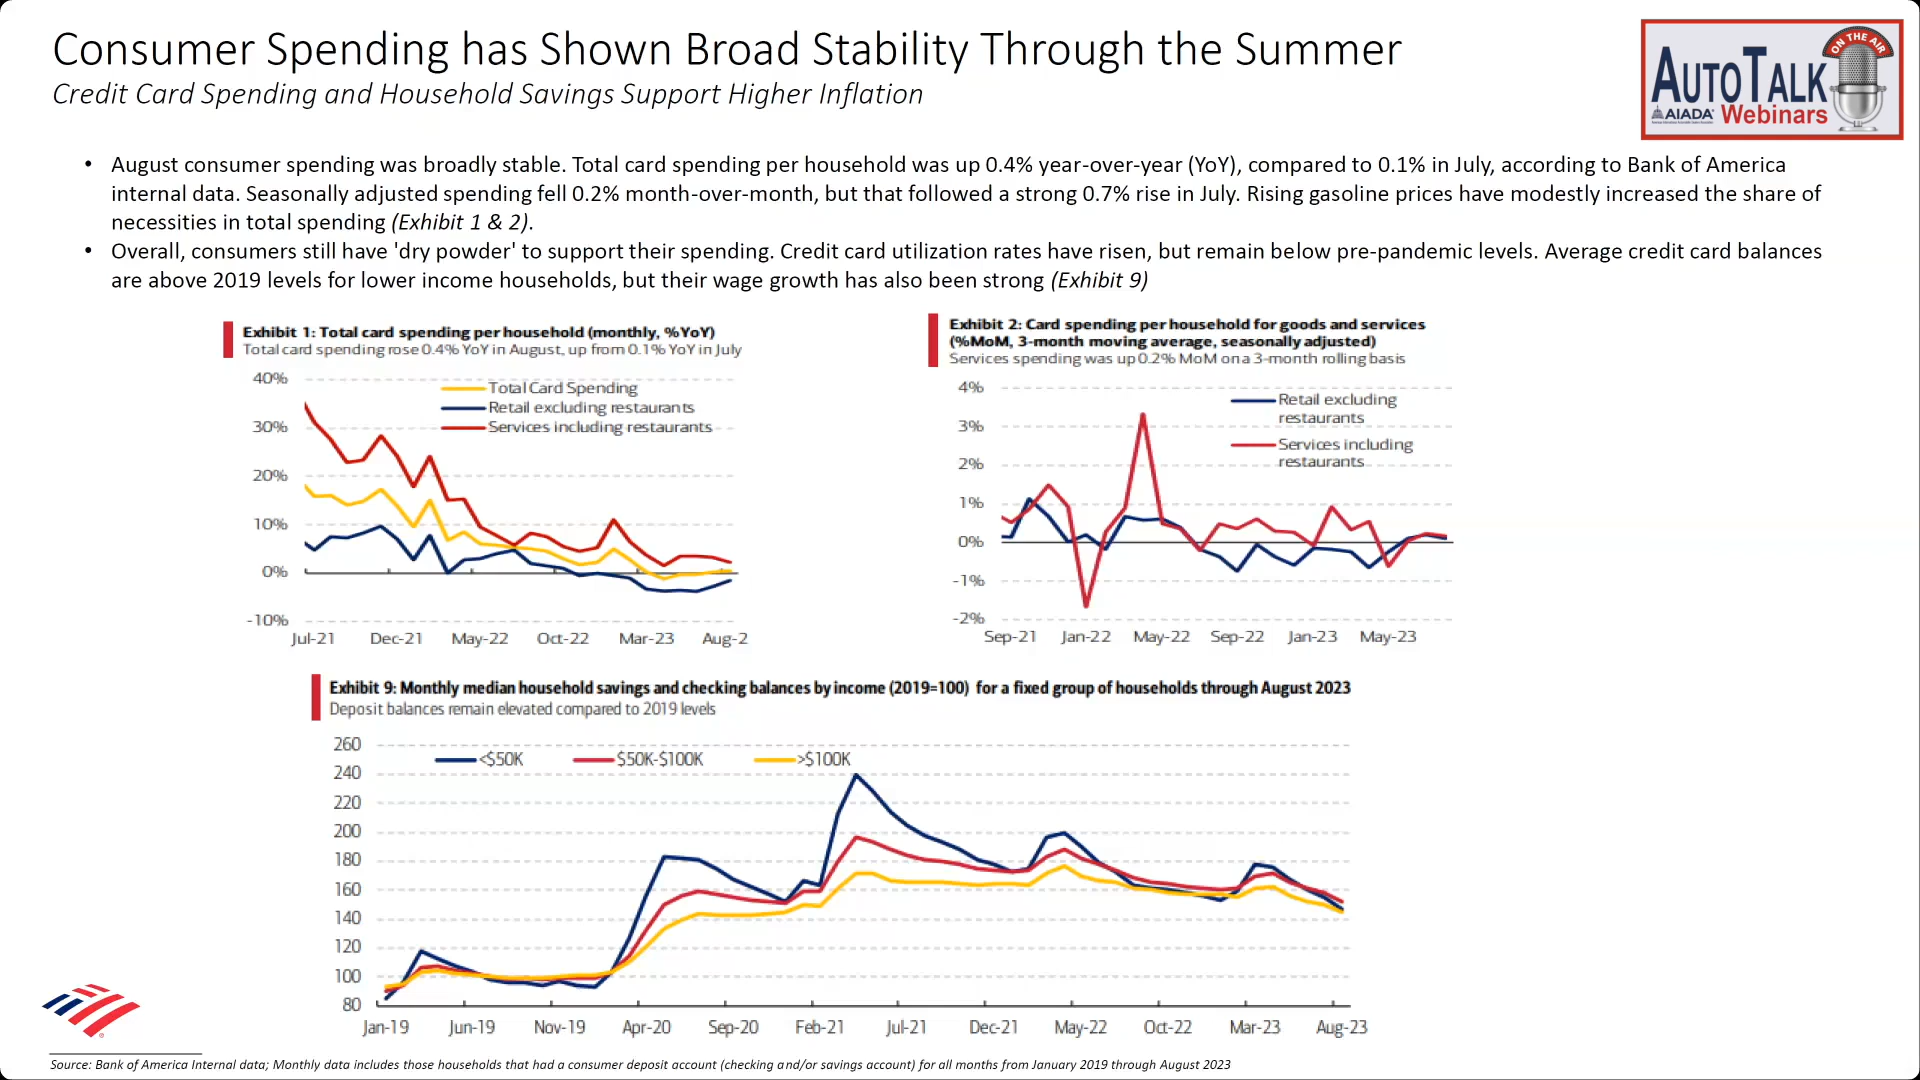 Consumer Spending has Shown Broad Stability Through the Summer
Credit Card Spending and Household Savings Support Higher Inflation
ON THE AIR
AUTOTALK
AIADA
Webinars
• August consumer spending was broadly stable. Total card spending per household was up 0.4% year-over-year (YoY), compared to 0.1% in July, according to Bank of America
internal data. Seasonally adjusted spending fell 0.2% month-over-month, but that followed a strong 0.7% rise in July. Rising gasoline prices have modestly increased the share of
necessities in total spending (Exhibit 1 & 2).
• Overall, consumers still have 'dry powder' to support their spending. Credit card utilization rates have risen, but remain below pre-pandemic levels. Average credit card balances
are above 2019 levels for lower income households, but their wage growth has also been strong (Exhibit 9)
Exhibit 1: Total card spending per household (monthly, %YoY)
Total card spending rose 0.4% YoY in August, up from 0.1% YoY in July
40%
30%
20%
10%
0%
-10%
Total Card Spending
Retail excluding restaurants
Services including restaurants
Jul-21 Dec-21 May-22 Oct-22 Mar-23 Aug-2
Exhibit 2: Card spending per household for goods and services
(%MoM, 3-month moving average, seasonally adjusted)
Services spending was up 0.2% MoM on a 3-month rolling basis
4%
3%
2%
1%
0%
-1%
-2%
Retail excluding
restaurants
Services including
restaurants
Sep-21 Jan-22 May-22 Sep-22 Jan-23 May-23
Exhibit 9: Monthly median household savings and checking balances by income (2019=100) for a fixed group of households through August 2023
Deposit balances remain elevated compared to 2019 levels
260
240
220
200
180
160
140
120
100
80
<$50K $50K-$100K >$100K
Jan-19 Jun-19 Nov-19 Apr-20 Sep-20 Feb-21 Jul-21 Dec-21 May-22 Oct-22 Mar-23 Aug-23
Source: Bank of America Internal data; Monthly data includes those households that had a consumer deposit account (checking and/or savings account) for all months from January 2019 through August 2023